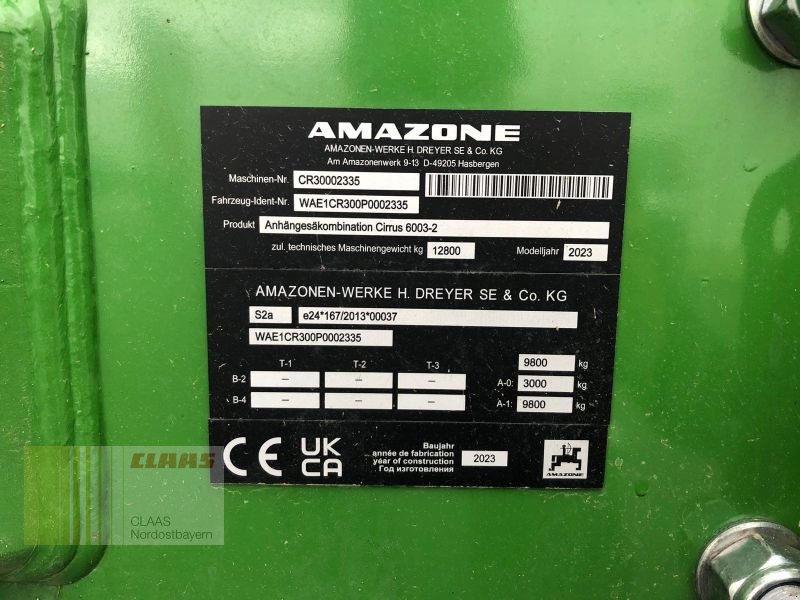 AMAZONE
AMAZONEN-WERKE H. DREYER SE & Co. KG
Am Amazonenwerk 9-13 D-49205 Hasbergen
Maschinen-Nr. CR30002335
Fahrzeug-Ident-Nr. WAE1CR300P0002335
Produkt Anhängesäkombination Cirrus 6003-2
zul. technisches Maschinengewicht kg 12800 Modelljahr 2023
AMAZONEN-WERKE H. DREYER SE & Co. KG
S2a e24*167/2013*00037
WAE1CR300P0002335
T-1 T-2 T-3 9800 kg
B-2 – – – A-0: 3000 kg
B-4 – – – A-1: 9800 kg
CE UK CA
Baujahr
année de fabrication
year of construction
Год изготовления
2023
AMAZONE
CLAAS
CLAAS
Nordostbayern